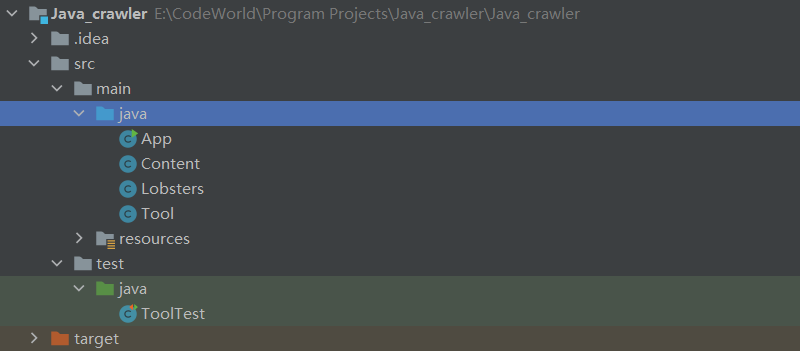 Java_crawler E:\CodeWorld\Program Projects\Java_crawler\Java_crawler
.idea
src
main
java
App
Content
Lobsters
Tool
resources
test
java
ToolTest
target